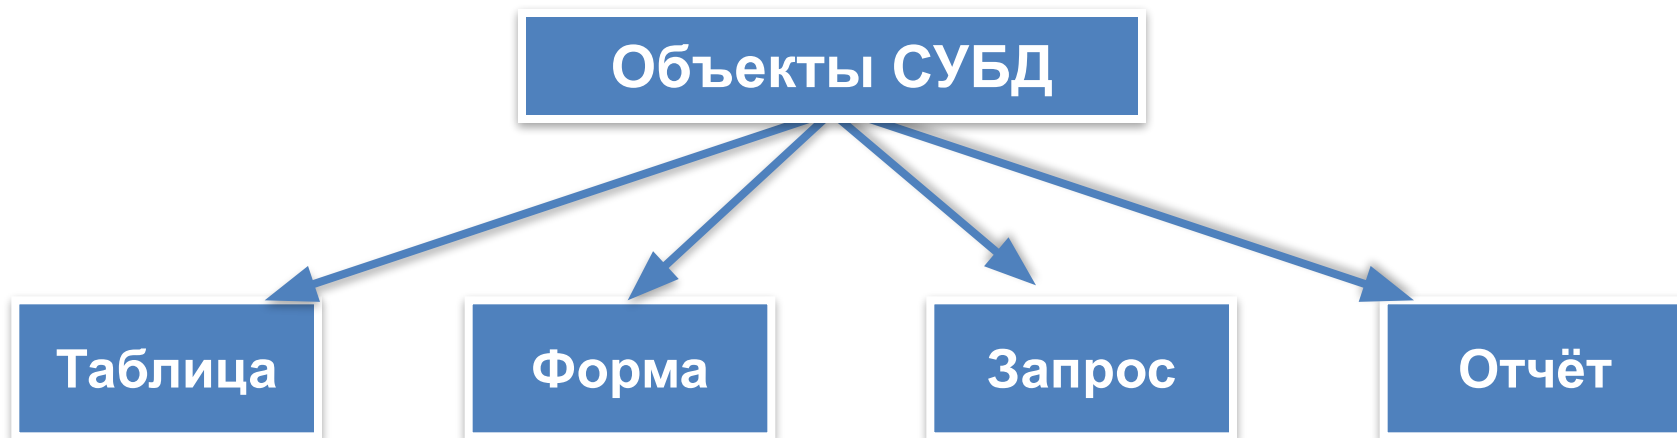 Объекты СУБД
Таблица
Форма
Запрос
Отчёт